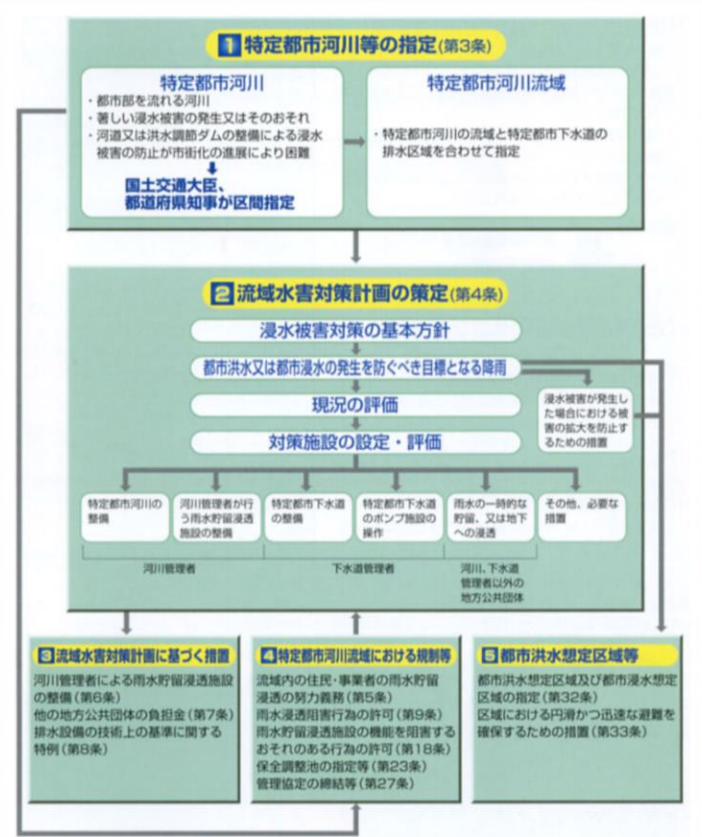 1 特定都市河川等の指定(第3条)
特定都市河川
・都市部を流れる河川
・著しい浸水被害の発生又はそのおそれ
・河道又は洪水調節ダムの整備による浸水
被害の防止が市街化の進展により困難
国土交通大臣、
都道府県知事が区間指定
特定都市河川流域
・特定都市河川の流域と特定都市下水道の
排水区域を合わせて指定
2 流域水害対策計画の策定(第4条)
浸水被害対策の基本方針
都市洪水又は都市浸水の発生を防ぐべき目標となる降雨
現況の評価
対策施設の設定・評価
浸水被害が発生し
た場合における被
害の拡大を防止す
るための措置
特定都市河川の
整備
河川管理者が行
う雨水貯留浸透
施設の整備
特定都市下水道
の整備
特定都市下水道
のポンプ施設の
操作
雨水の一時的な
貯留、又は地下
への浸透
その他、必要な
措置
河川管理者
下水道管理者
河川、下水道
管理者以外の
地方公共団体
3 流域水害対策計画に基づく措置
河川管理者による雨水貯留浸透施設
の整備(第6条)
他の地方公共団体の負担金(第7条)
排水設備の技術上の基準に関する
特例(第8条)
4 特定都市河川流域における規制等
流域内の住民・事業者の雨水貯留
浸透の努力義務(第5条)
雨水浸透阻害行為の許可(第9条)
雨水貯留浸透施設の機能を阻害する
おそれのある行為の許可(第18条)
保全調整池の指定等(第23条)
管理協定の締結等(第27条)
5 都市洪水想定区域等
都市洪水想定区域及び都市浸水想定
区域の指定(第32条)
区域における円滑かつ迅速な避難を
確保するための措置(第33条)